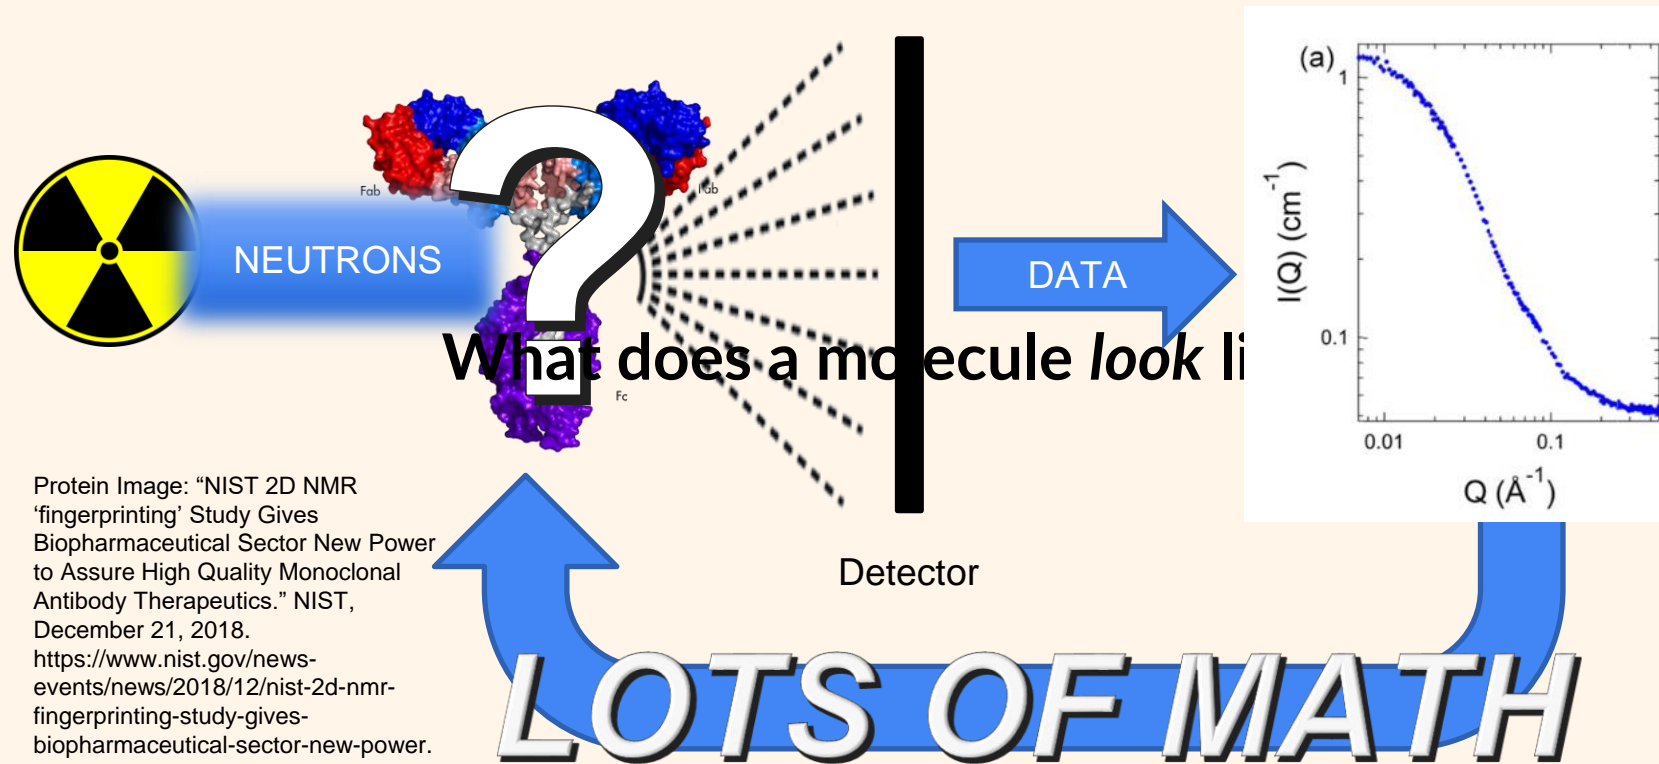 (a)
1
I(Q) (cm-1)
0.1
0.01
0.1
Q (Å-1)
Fab
Fab
NEUTRONS
DATA
What does a molecule look li
Fc
Protein Image: “NIST 2D NMR
‘fingerprinting’ Study Gives
Biopharmaceutical Sector New Power
to Assure High Quality Monoclonal
Antibody Therapeutics.” NIST,
December 21, 2018.
https://www.nist.gov/news-
events/news/2018/12/nist-2d-nmr-
fingerprinting-study-gives-
biopharmaceutical-sector-new-power.
Detector
LOTS OF MATH